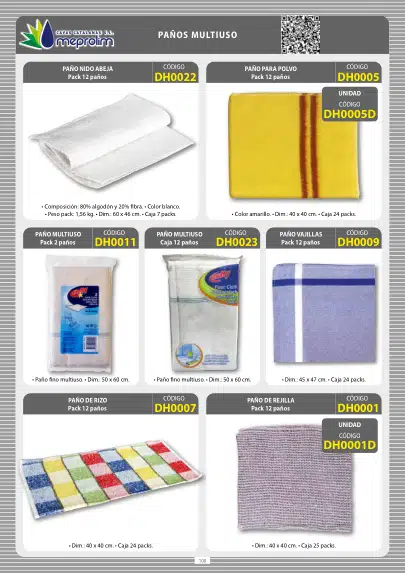 CAYAS CATALANAS S.L.
meprolim
PAÑOS MULTIUSO
PAÑO NIDO ABEJA
Pack 12 paños
CÓDIGO
DH0022
• Composición: 80% algodón y 20% fibra. • Color blanco.
• Peso pack: 1,56 kg. • Dim.: 60 x 46 cm. • Caja 7 packs.
PAÑO PARA POLVO
Pack 12 paños
CÓDIGO
DH0005
UNIDAD
CÓDIGO
DH0005D
• Color amarillo. • Dim.: 40 x 40 cm. • Caja 24 packs.
PAÑO MULTIUSO
Pack 2 paños
CÓDIGO
DH0011
• Paño fino multiuso. • Dim.: 50 x 60 cm.
PAÑO MULTIUSO
Caja 12 paños
CÓDIGO
DH0023
Floor Cloth
• Paño fino multiuso. • Dim.: 50 x 60 cm.
PAÑO VAJILLAS
Pack 12 paños
CÓDIGO
DH0009
• Dim.: 45 x 47 cm. • Caja 24 packs.
PAÑO DE RIZO
Pack 12 paños
CÓDIGO
DH0007
• Dim.: 40 x 40 cm. • Caja 24 packs.
PAÑO DE REJILLA
Pack 12 paños
CÓDIGO
DH0001
UNIDAD
CÓDIGO
DH0001D
• Dim.: 40 x 40 cm. • Caja 25 packs.